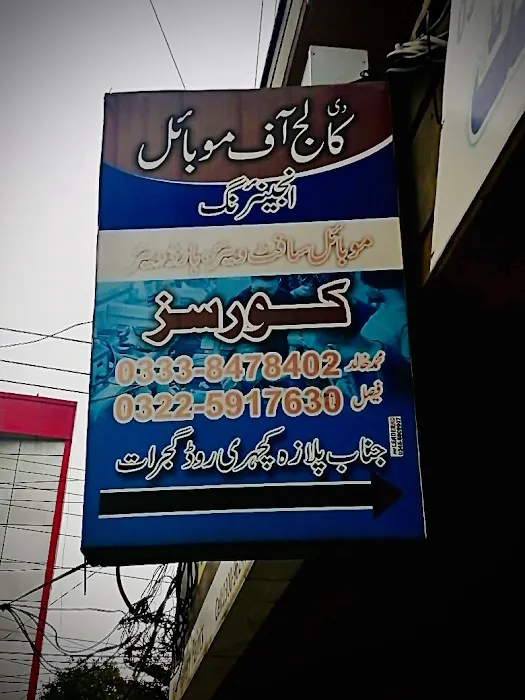 دی
کالج آف موبائل
انجینئرنگ
موبائل سافٹ ویئر، ہارڈ ویئر
کورسز
محمد خالد 0333-8478402
فیصل 0322-5917630
جناب پلازہ کچہری روڈ گجرات